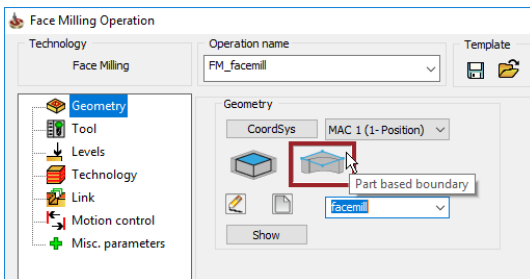 Face Milling Operation
Technology
Face Milling
Operation name
FM_facemill
Template
Geometry
Tool
Levels
Technology
Link
Motion control
Misc. parameters
Geometry
CoordSys
MAC 1 (1- Position)
Part based boundary
facemill
Show